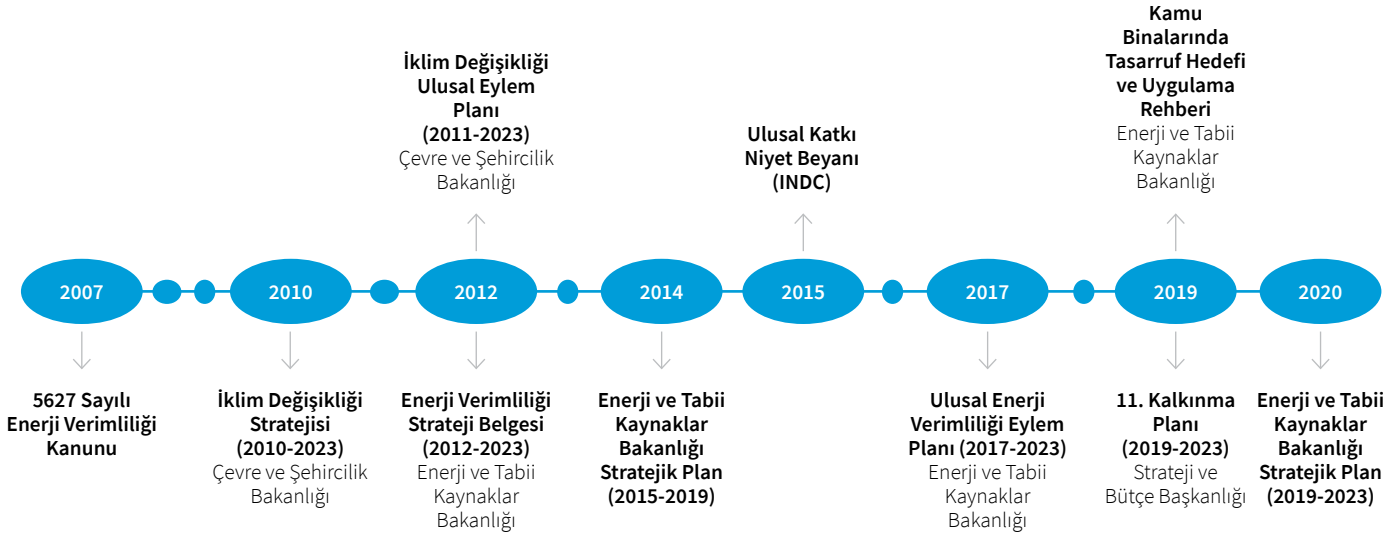 İklim Değişikliği
Ulusal Eylem
Planı
(2011-2023)
Çevre ve Şehircilik
Bakanlığı
Ulusal Katkı
Niyet Beyanı
(INDC)
Kamu
Binalarında
Tasarruf Hedefi
ve Uygulama
Rehberi
Enerji ve Tabii
Kaynaklar
Bakanlığı
2007
2010
2012
2014
2015
2017
2019
2020
5627 Sayılı
Enerji Verimliliği
Kanunu
İklim Değişikliği
Stratejisi
(2010-2023)
Çevre ve Şehircilik
Bakanlığı
Enerji Verimliliği
Strateji Belgesi
(2012-2023)
Enerji ve Tabii
Kaynaklar
Bakanlığı
Enerji ve Tabii
Kaynaklar
Bakanlığı
Stratejik Plan
(2015-2019)
Ulusal Enerji
Verimliliği Eylem
Planı (2017-2023)
Enerji ve Tabii
Kaynaklar
Bakanlığı
11. Kalkınma
Planı
(2019-2023)
Strateji ve
Bütçe Başkanlığı
Enerji ve Tabii
Kaynaklar
Bakanlığı
Stratejik Plan
(2019-2023)